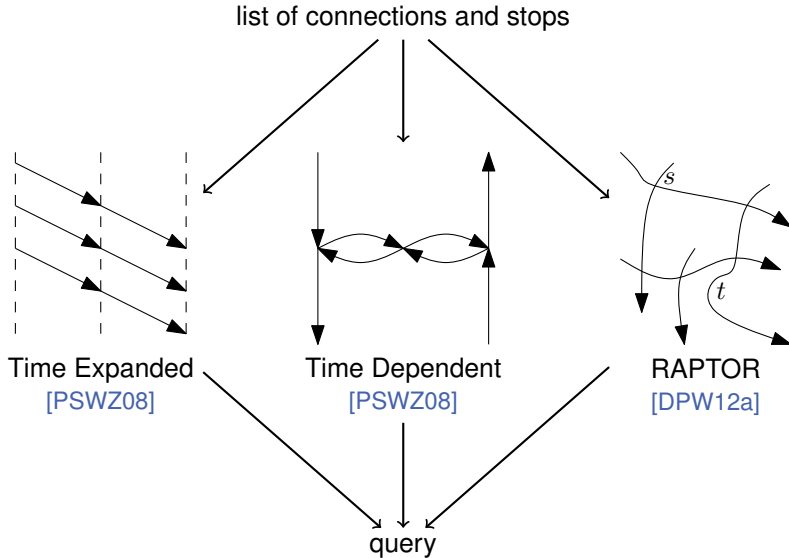 list of connections and stops
s
t
Time Expanded
[PSWZ08]
Time Dependent
[PSWZ08]
RAPTOR
[DPW12a]
query